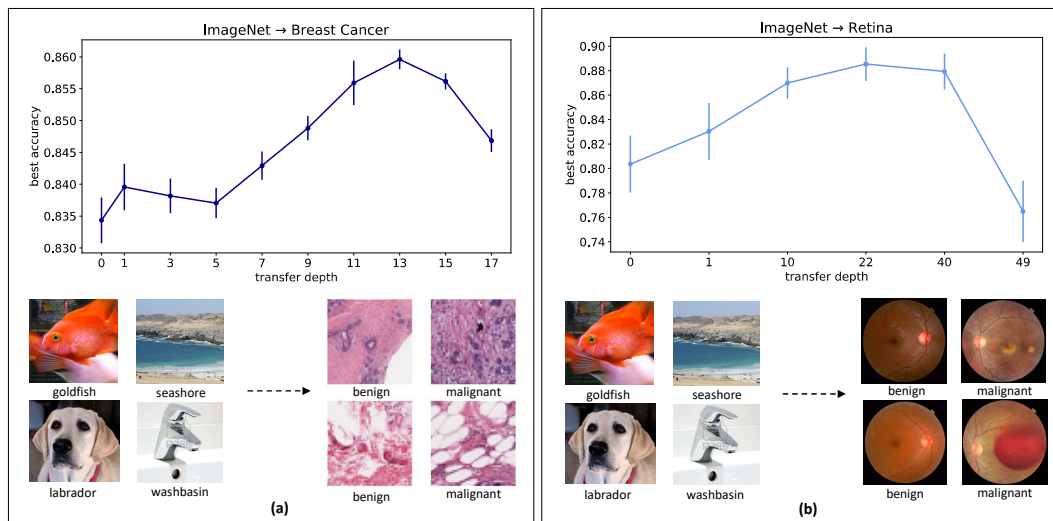 ImageNet → Breast Cancer
best accuracy
0.860
0.855
0.850
0.845
0.840
0.835
0.830
0 1 3 5 7 9 11 13 15 17
transfer depth
goldfish seashore
benign malignant
labrador washbasin
benign malignant
(a)
ImageNet → Retina
best accuracy
0.90
0.88
0.86
0.84
0.82
0.80
0.78
0.76
0.74
0 1 10 22 40 49
transfer depth
goldfish seashore
benign malignant
labrador washbasin
benign malignant
(b)